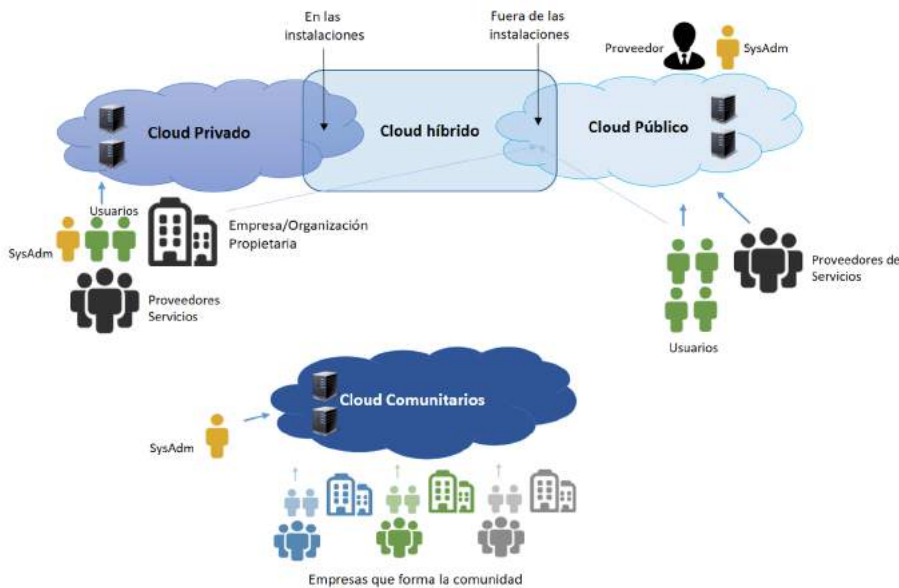 En las
instalaciones
Fuera de las
instalaciones
Proveedor
SysAdm
Cloud Privado
Cloud híbrido
Cloud Público
Usuarios
SysAdm
Empresa/Organización
Propietaria
Proveedores
Servicios
Proveedores de
Servicios
Usuarios
Cloud Comunitarios
SysAdm
Empresas que forma la comunidad